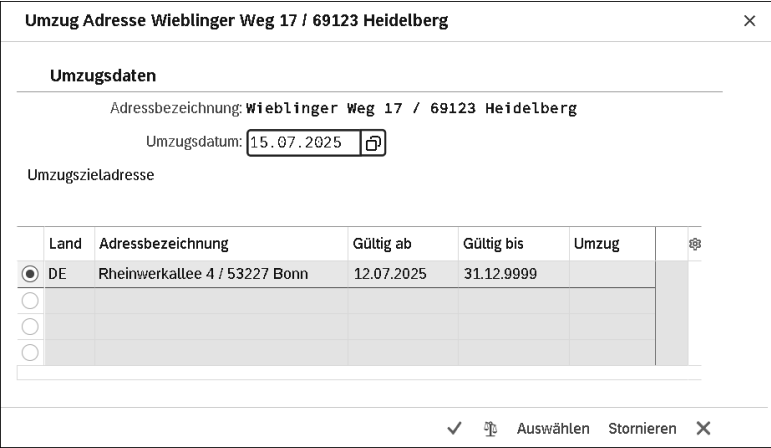 Umzug Adresse Wieblinger Weg 17 / 69123 Heidelberg
Umzugsdaten
Adressbezeichnung: Wieblinger Weg 17 / 69123 Heidelberg
Umzugsdatum: 15.07.2025
Umzugszieladresse
Land Adressbezeichnung Gültig ab Gültig bis Umzug
DE Rheinwerkallee 4 / 53227 Bonn 12.07.2025 31.12.9999
Auswählen Stornieren